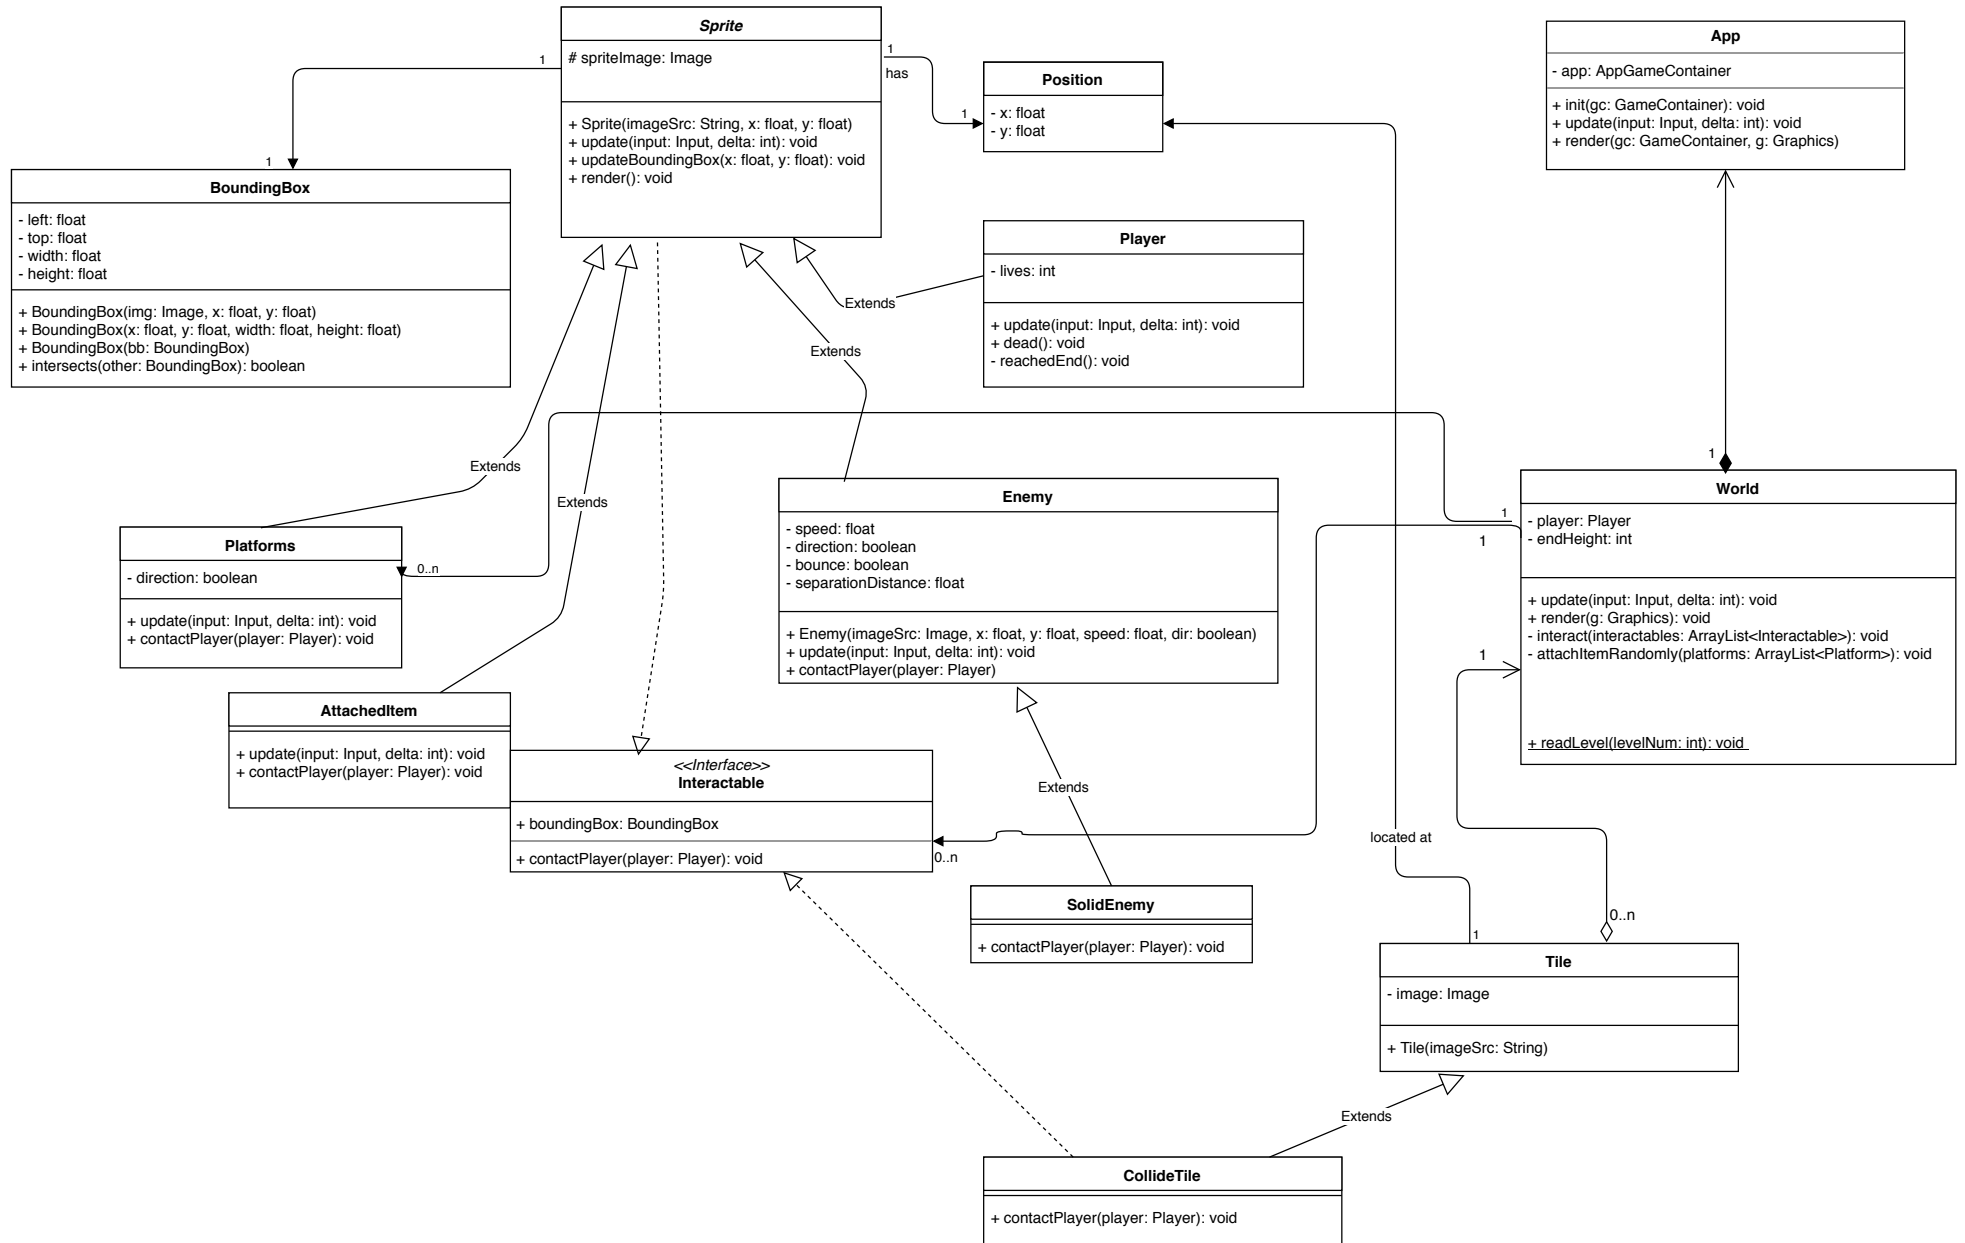 Sprite
# spriteImage: Image
+ Sprite(imageSrc: String, x: float, y: float)
+ update(input: Input, delta: int): void
+ updateBoundingBox(x: float, y: float): void
+ render(): void
1
1
has
1
1
Position
- x: float
- y: float
App
- app: AppGameContainer
+ init(gc: GameContainer): void
+ update(input: Input, delta: int): void
+ render(gc: GameContainer, g: Graphics)
BoundingBox
- left: float
- top: float
- width: float
- height: float
+ BoundingBox(img: Image, x: float, y: float)
+ BoundingBox(x: float, y: float, width: float, height: float)
+ BoundingBox(bb: BoundingBox)
+ intersects(other: BoundingBox): boolean
Player
- lives: int
+ update(input: Input, delta: int): void
+ dead(): void
- reachedEnd(): void
Extends
Extends
Extends
Extends
Platforms
- direction: boolean
+ update(input: Input, delta: int): void
+ contactPlayer(player: Player): void
0..n
Enemy
- speed: float
- direction: boolean
- bounce: boolean
- separationDistance: float
+ Enemy(imageSrc: Image, x: float, y: float, speed: float, dir: boolean)
+ update(input: Input, delta: int): void
+ contactPlayer(player: Player)
1
1
1
World
- player: Player
- endHeight: int
+ update(input: Input, delta: int): void
+ render(g: Graphics): void
- interact(interactables: ArrayList<Interactable>): void
- attachItemRandomly(platforms: ArrayList<Platform>): void
+ readLevel(levelNum: int): void
1
AttachedItem
+ update(input: Input, delta: int): void
+ contactPlayer(player: Player): void
<<Interface>>
Interactable
+ boundingBox: BoundingBox
+ contactPlayer(player: Player): void
0..n
Extends
located at
SolidEnemy
+ contactPlayer(player: Player): void
0..n
1
Tile
- image: Image
+ Tile(imageSrc: String)
Extends
CollideTile
+ contactPlayer(player: Player): void